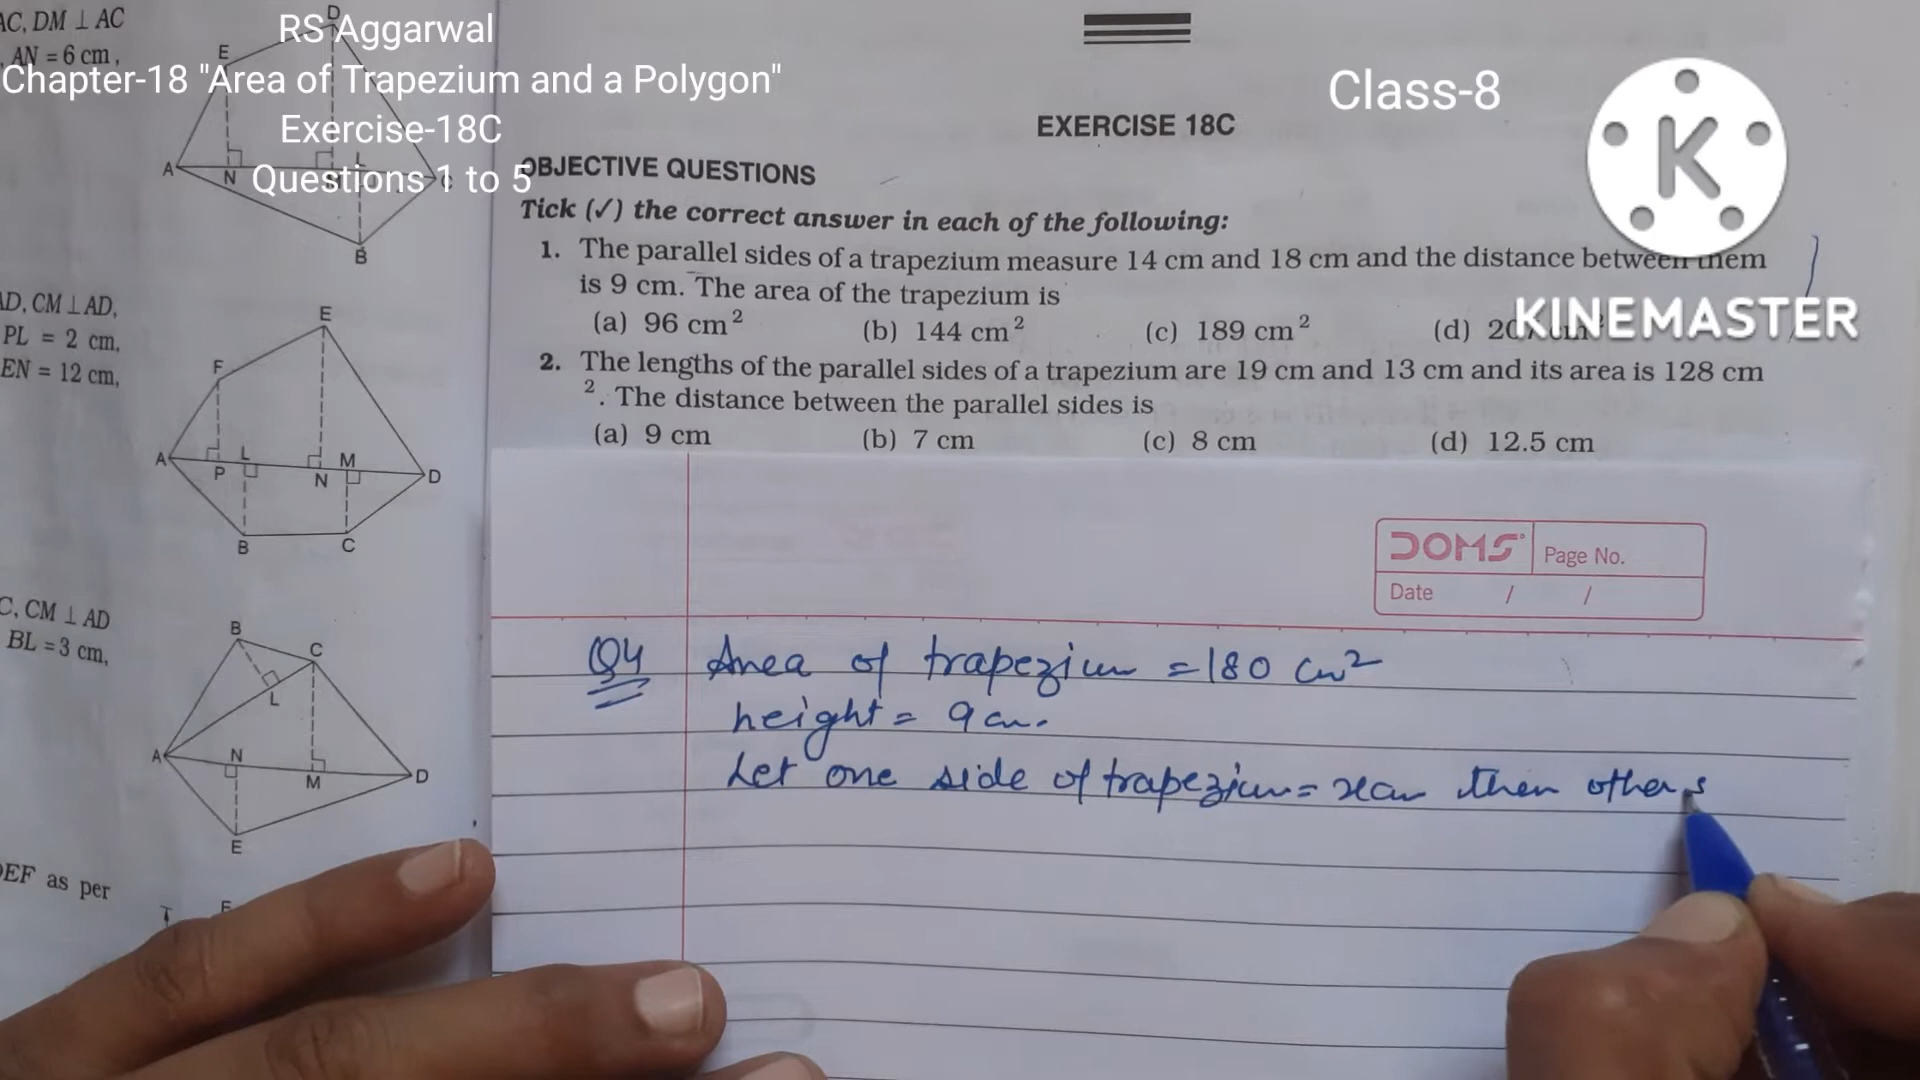 RS Aggarwal
Chapter-18 "Area of Trapezium and a Polygon"
Exercise-18C
Questions 1 to 5
Class-8
K
KINEMASTER
AC, DM ⊥ AC
AN = 6 cm,
D
E
A
N
B
AD, CM ⊥ AD,
PL = 2 cm,
EN = 12 cm,
E
F
A
P
L
N
M
D
B
C
C, CM ⊥ AD
BL = 3 cm,
B
C
L
A
N
M
D
E
DEF as per
EXERCISE 18C
OBJECTIVE QUESTIONS
Tick (✓) the correct answer in each of the following:
1. The parallel sides of a trapezium measure 14 cm and 18 cm and the distance between them
is 9 cm. The area of the trapezium is
(a) 96 cm² (b) 144 cm² (c) 189 cm² (d)
2. The lengths of the parallel sides of a trapezium are 19 cm and 13 cm and its area is 128 cm
². The distance between the parallel sides is
(a) 9 cm (b) 7 cm (c) 8 cm (d) 12.5 cm
DOMS Page No.
Date / /
Q4 Area of trapezium = 180 cm²
height = 9 cm.
Let one side of trapezium = x cm then other s